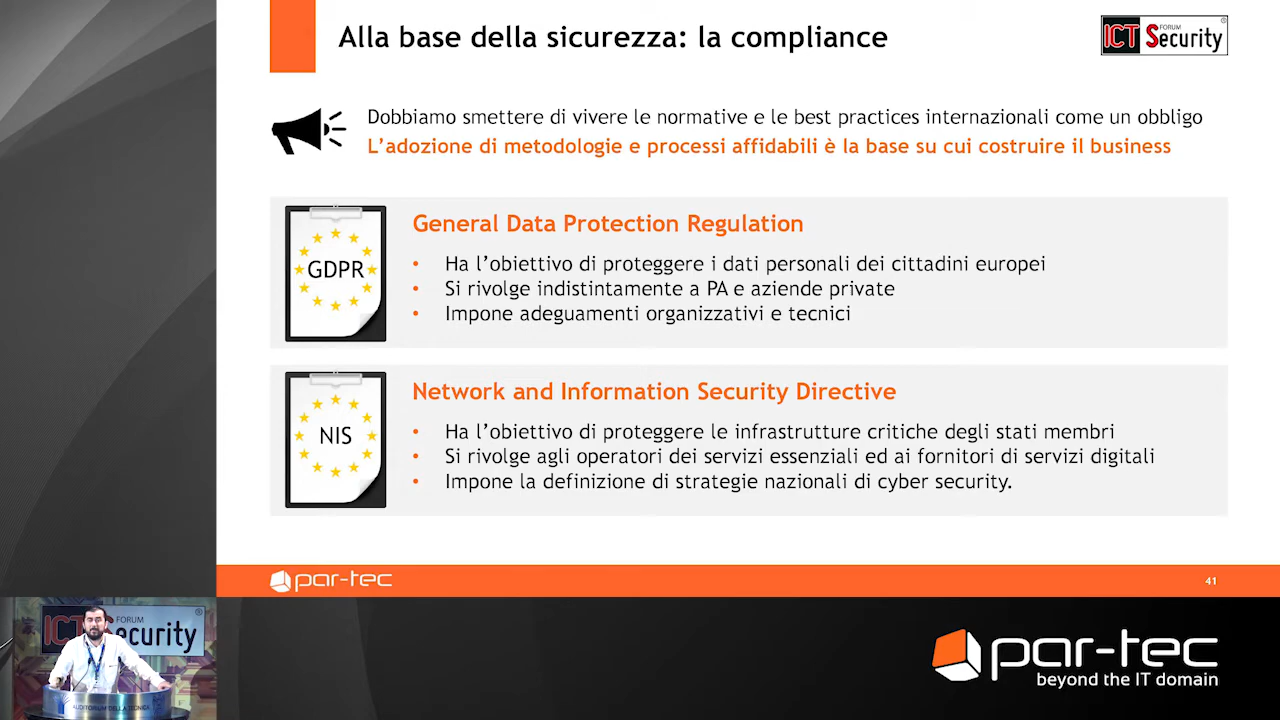 Alla base della sicurezza: la compliance
ICT Security FORUM ®
Dobbiamo smettere di vivere le normative e le best practices internazionali come un obbligo
L’adozione di metodologie e processi affidabili è la base su cui costruire il business
GDPR
General Data Protection Regulation
• Ha l’obiettivo di proteggere i dati personali dei cittadini europei
• Si rivolge indistintamente a PA e aziende private
• Impone adeguamenti organizzativi e tecnici
NIS
Network and Information Security Directive
• Ha l’obiettivo di proteggere le infrastrutture critiche degli stati membri
• Si rivolge agli operatori dei servizi essenziali ed ai fornitori di servizi digitali
• Impone la definizione di strategie nazionali di cyber security.
par-tec
41
ICT Security FORUM ®
AUDITORIUM DELLA TECNICA
par-tec
beyond the IT domain